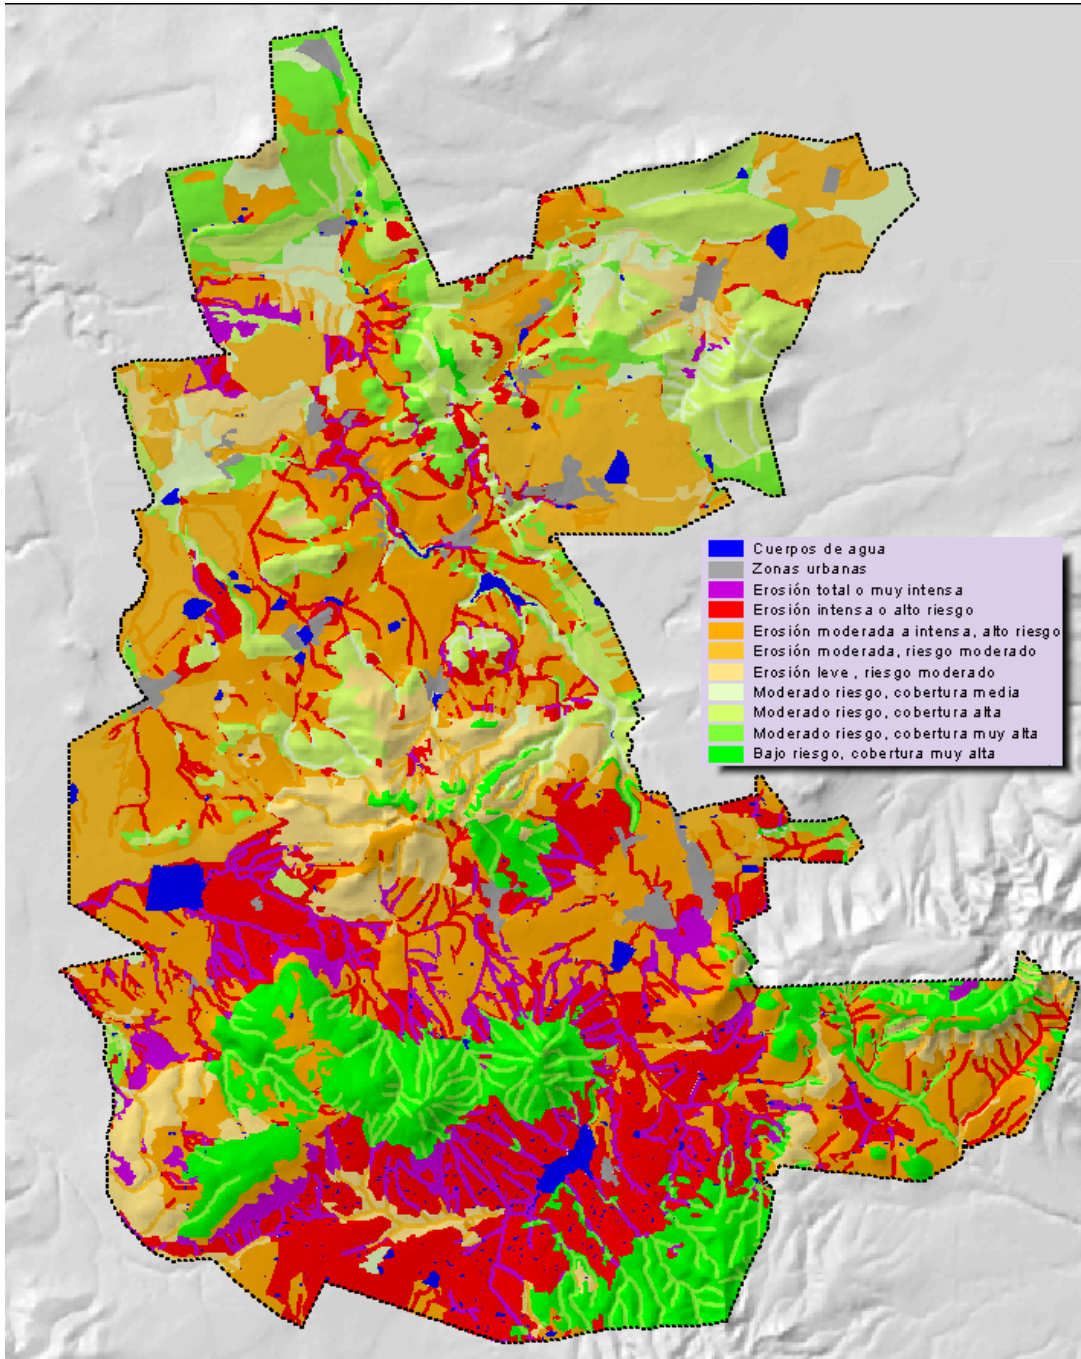 Cuerpos de agua
Zonas urbanas
Erosión total o muy intensa
Erosión intensa o alto riesgo
Erosión moderada a intensa, alto riesgo
Erosión moderada, riesgo moderado
Erosión leve , riesgo moderado
Moderado riesgo, cobertura media
Moderado riesgo, cobertura alta
Moderado riesgo, cobertura muy alta
Bajo riesgo, cobertura muy alta